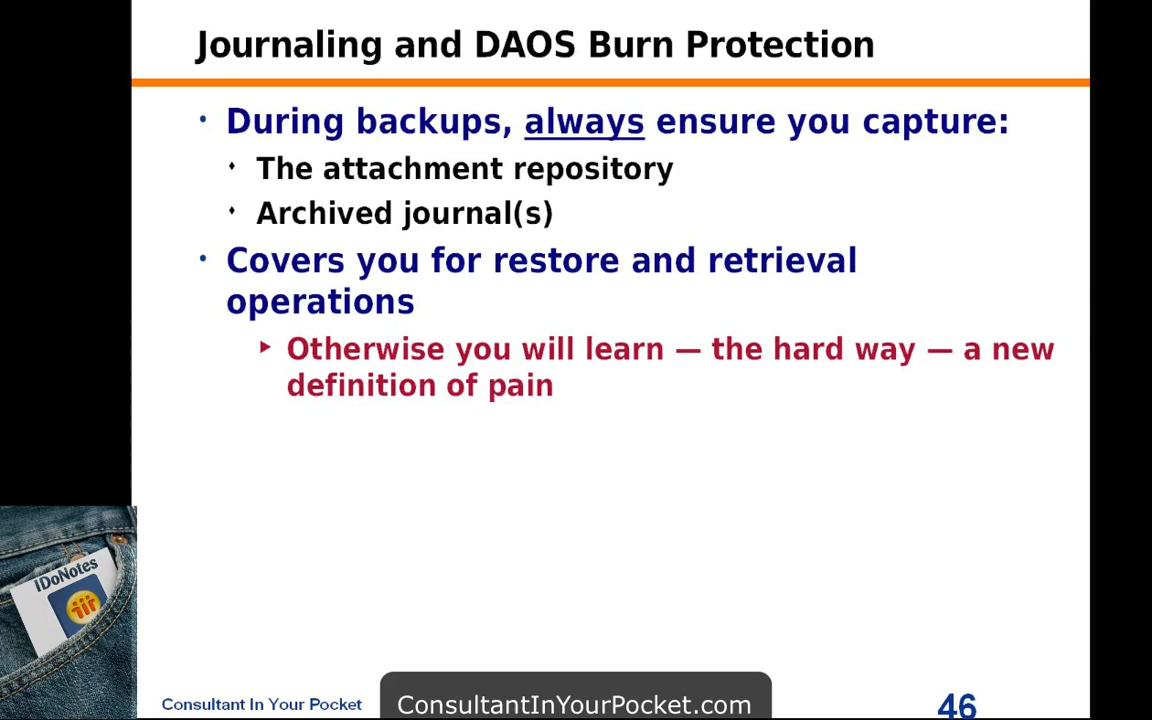 Journaling and DAOS Burn Protection
• During backups, always ensure you capture:
♦ The attachment repository
♦ Archived journal(s)
• Covers you for restore and retrieval
operations
► Otherwise you will learn — the hard way — a new
definition of pain
IDoNotes
Consultant In Your Pocket
ConsultantInYourPocket.com
46